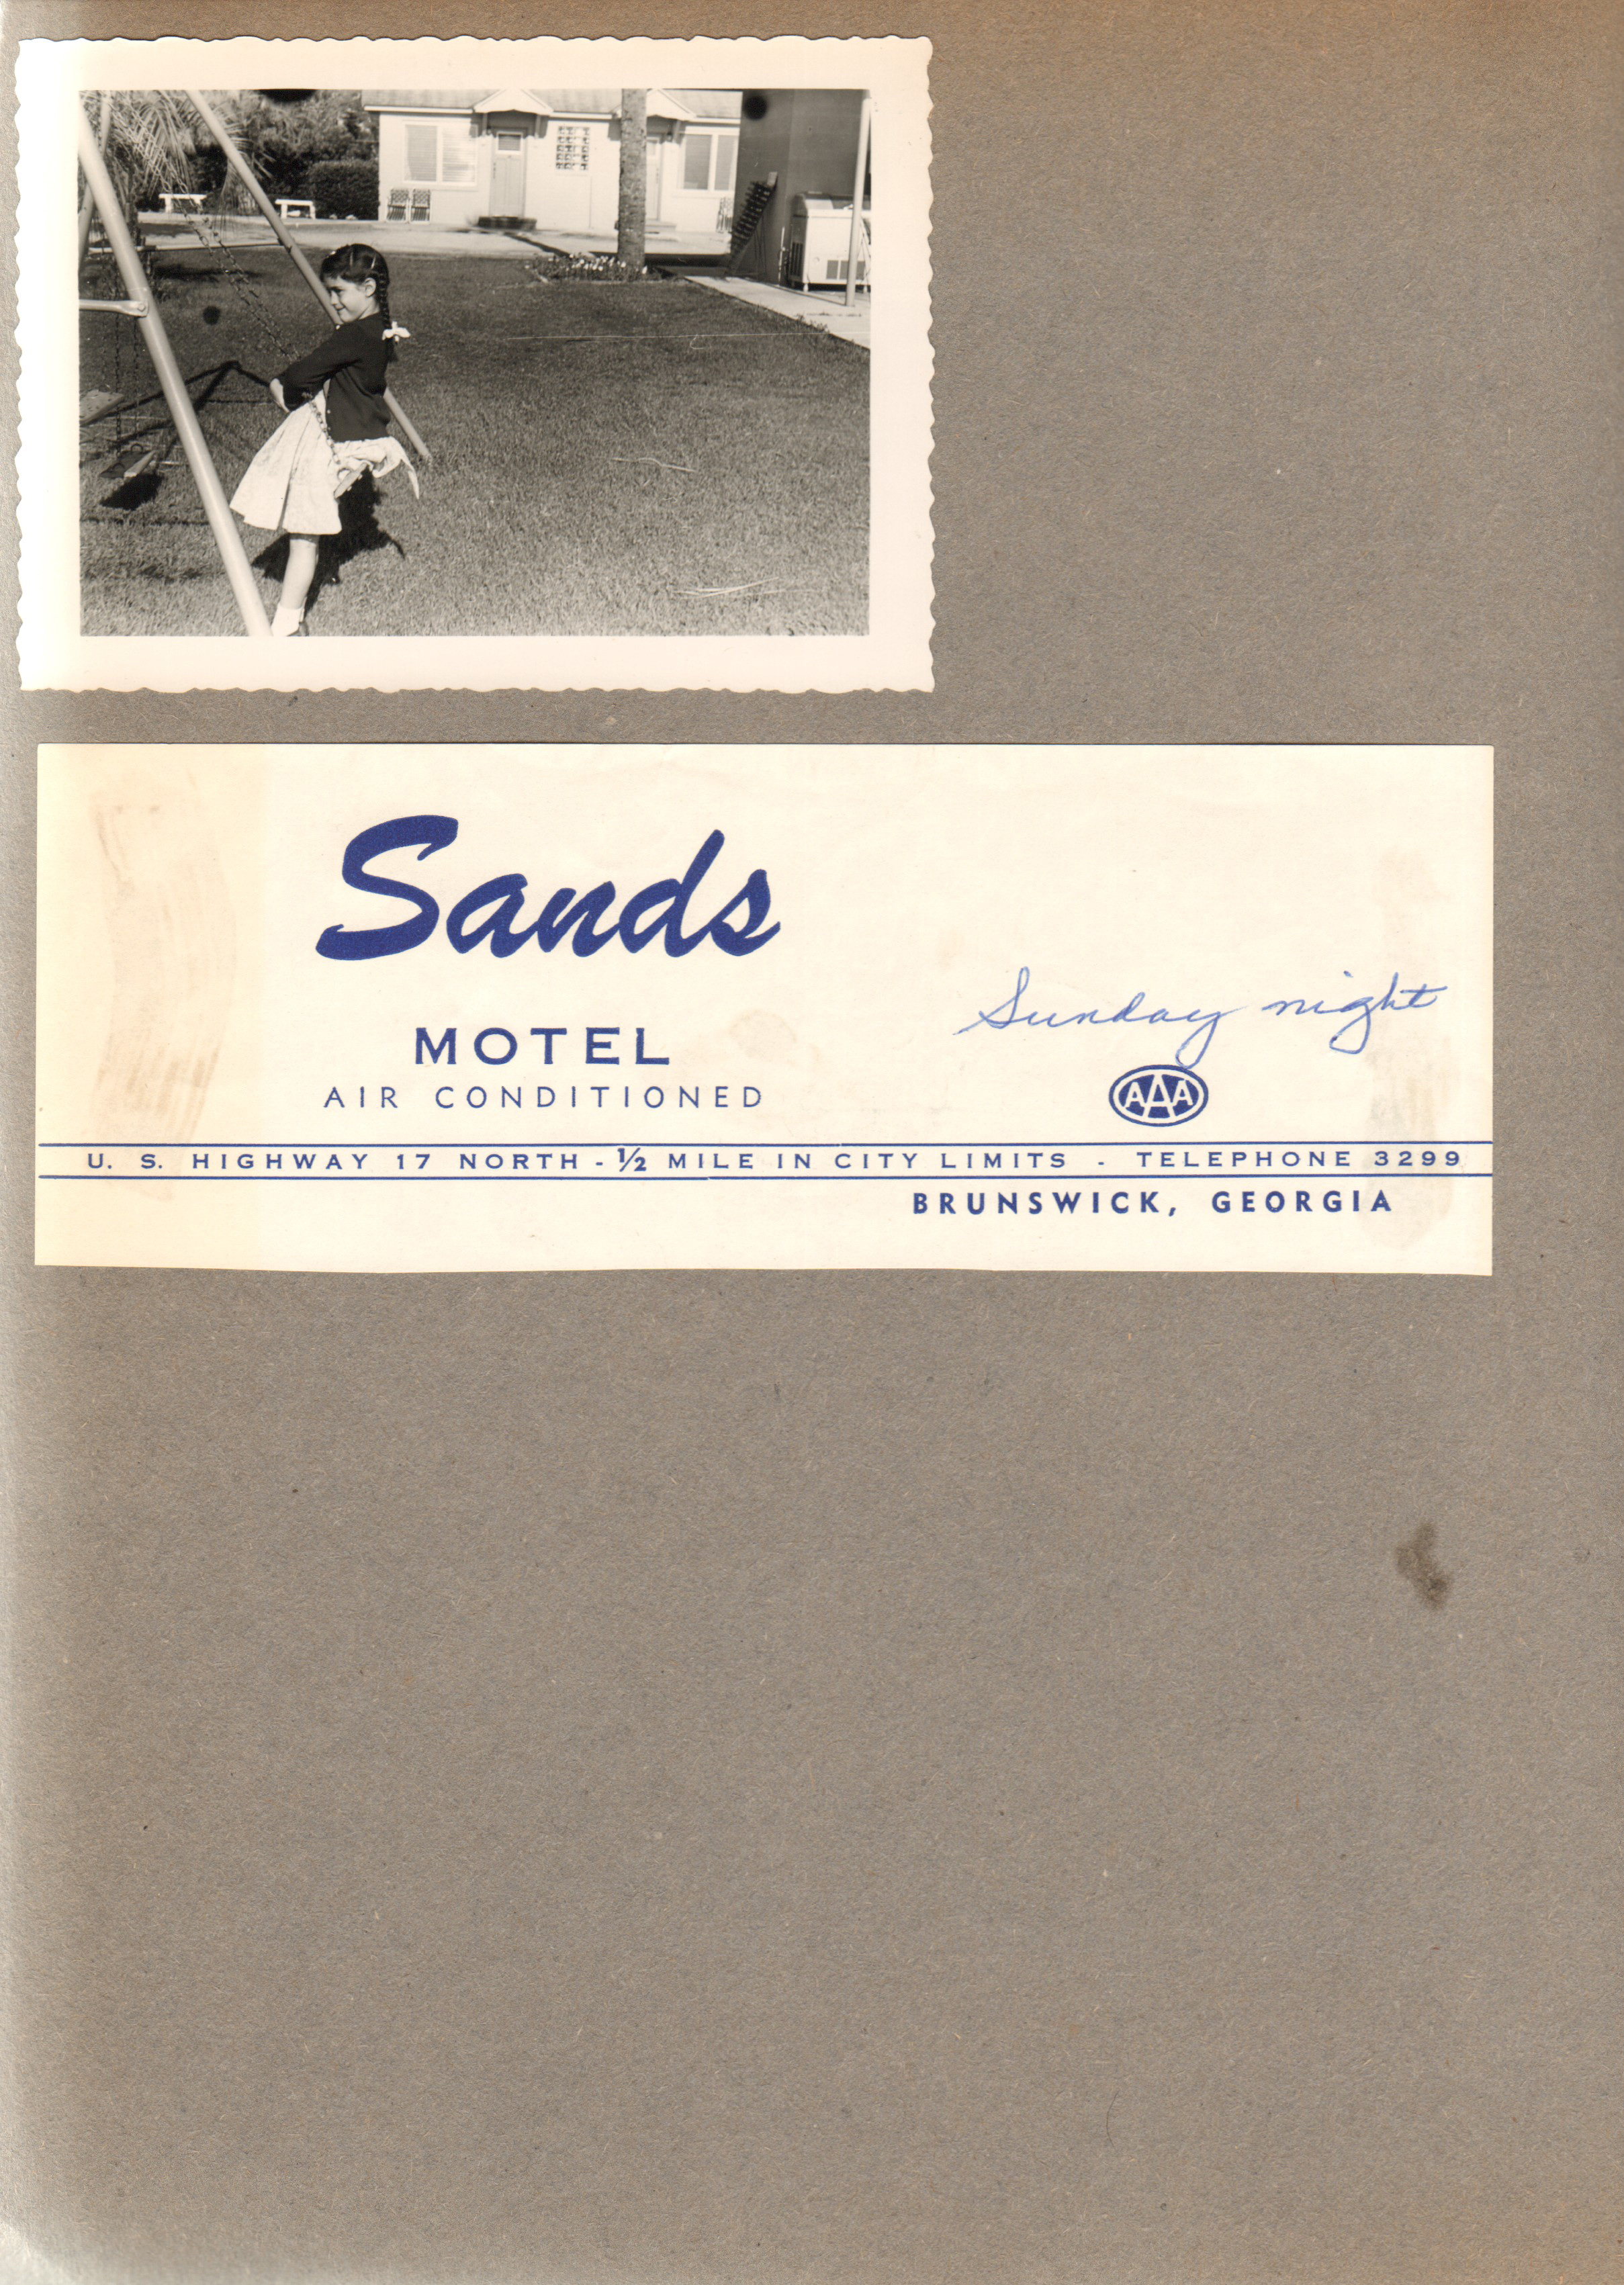 Sands
MOTEL
AIR CONDITIONED
Sunday night
AAA
U. S. HIGHWAY 17 NORTH - ½ MILE IN CITY LIMITS - TELEPHONE 3299
BRUNSWICK, GEORGIA